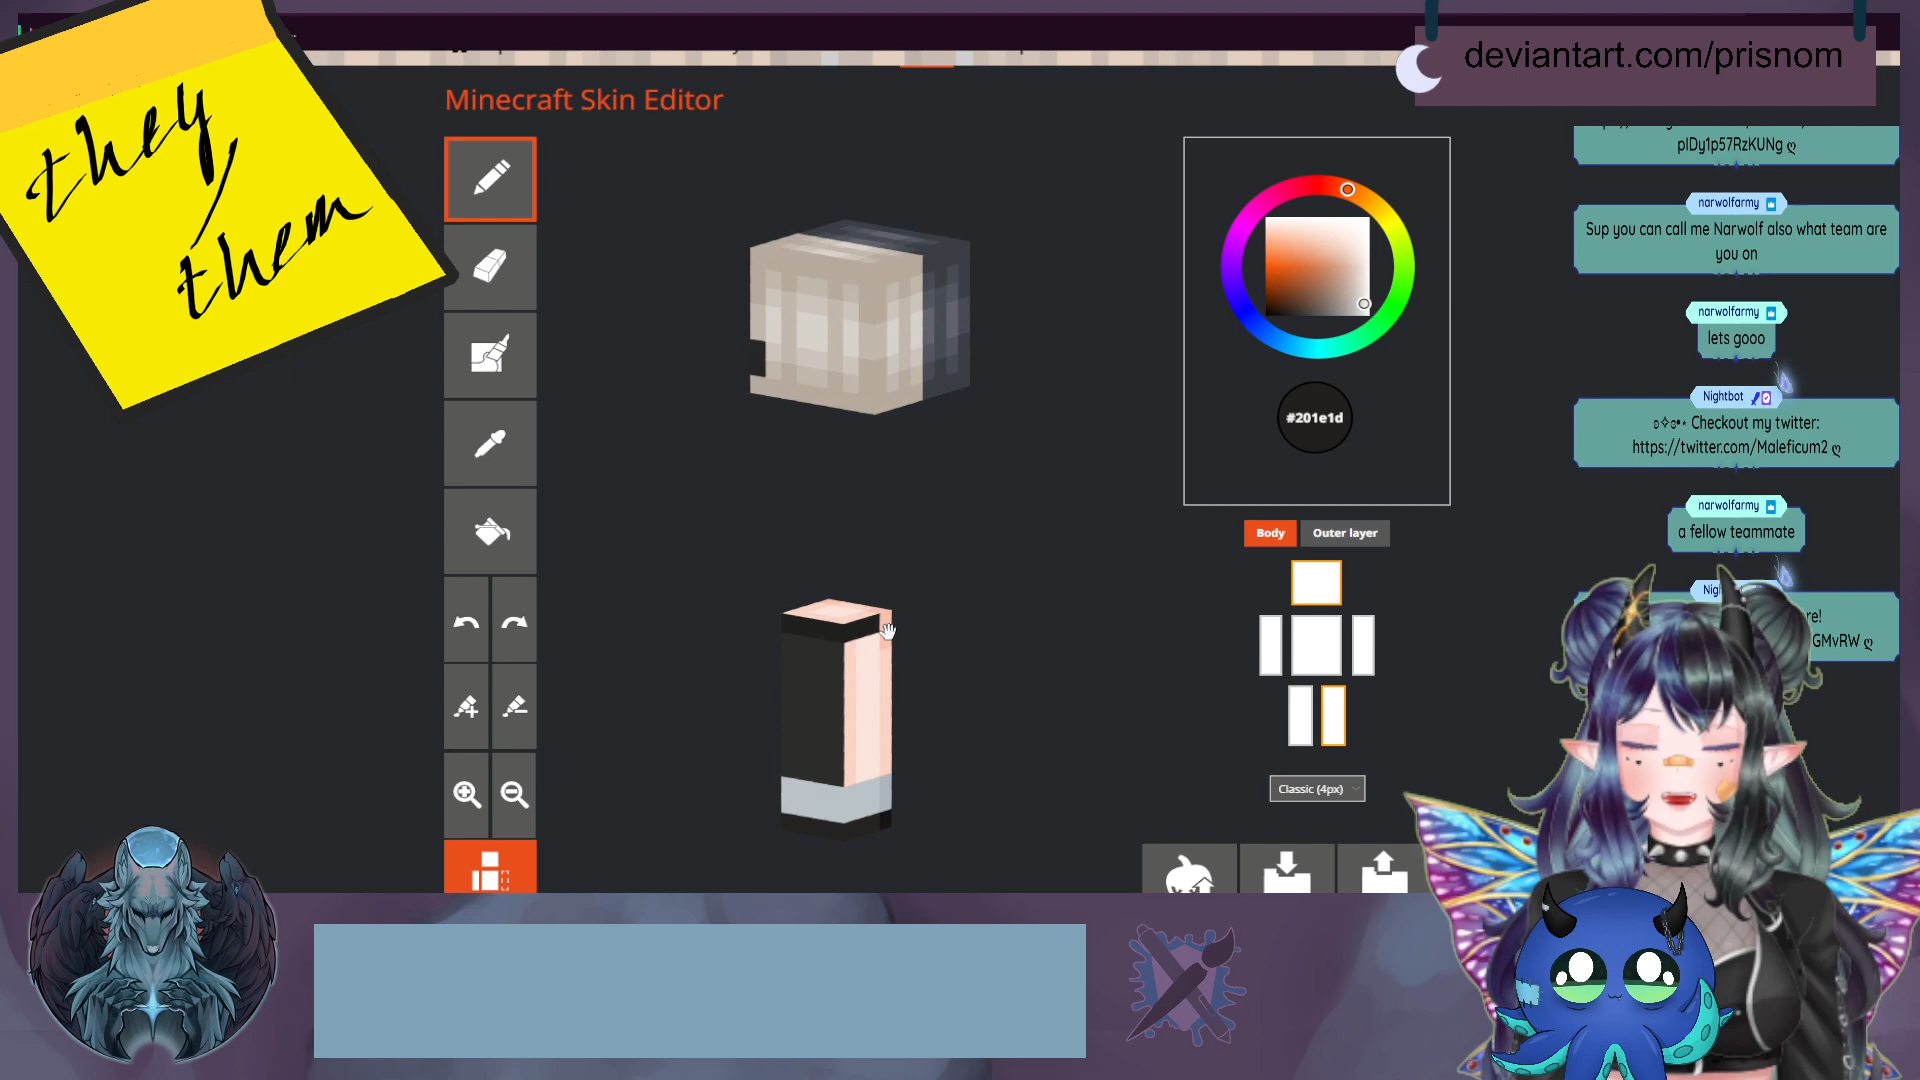 they
/
them
deviantart.com/prisnom
Minecraft Skin Editor
#201e1d
Body
Outer layer
Classic (4px)
pIDy1p57RzKUNg ღ
narwolfarmy
Sup you can call me Narwolf also what team are
you on
narwolfarmy
lets gooo
Nightbot
Checkout my twitter:
https://twitter.com/Maleficum2 ღ
narwolfarmy
a fellow teammate
re!
GMvRW ღ